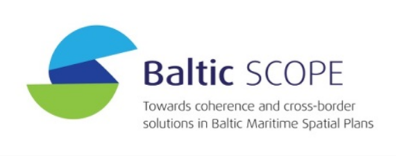 Baltic SCOPE
Towards coherence and cross-border
solutions in Baltic Maritime Spatial Plans